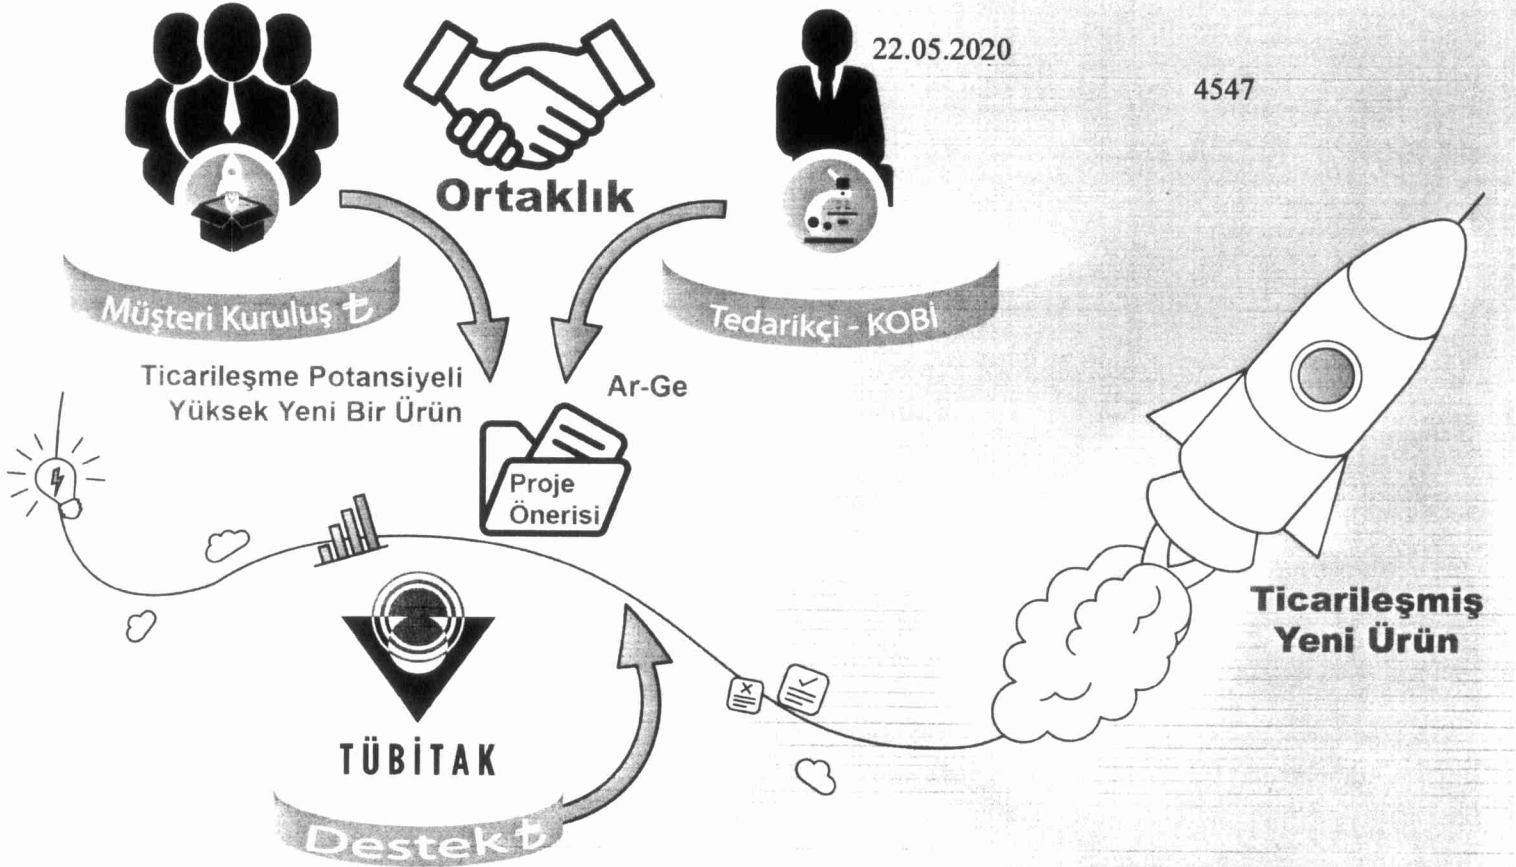 22.05.2020
4547
Ortaklık
Müşteri Kuruluş ₺
Tedarikçi - KOBİ
Ticarileşme Potansiyeli
Yüksek Yeni Bir Ürün
Ar-Ge
Proje
Önerisi
Ticarileşmiş
Yeni Ürün
TÜBİTAK
Destek ₺